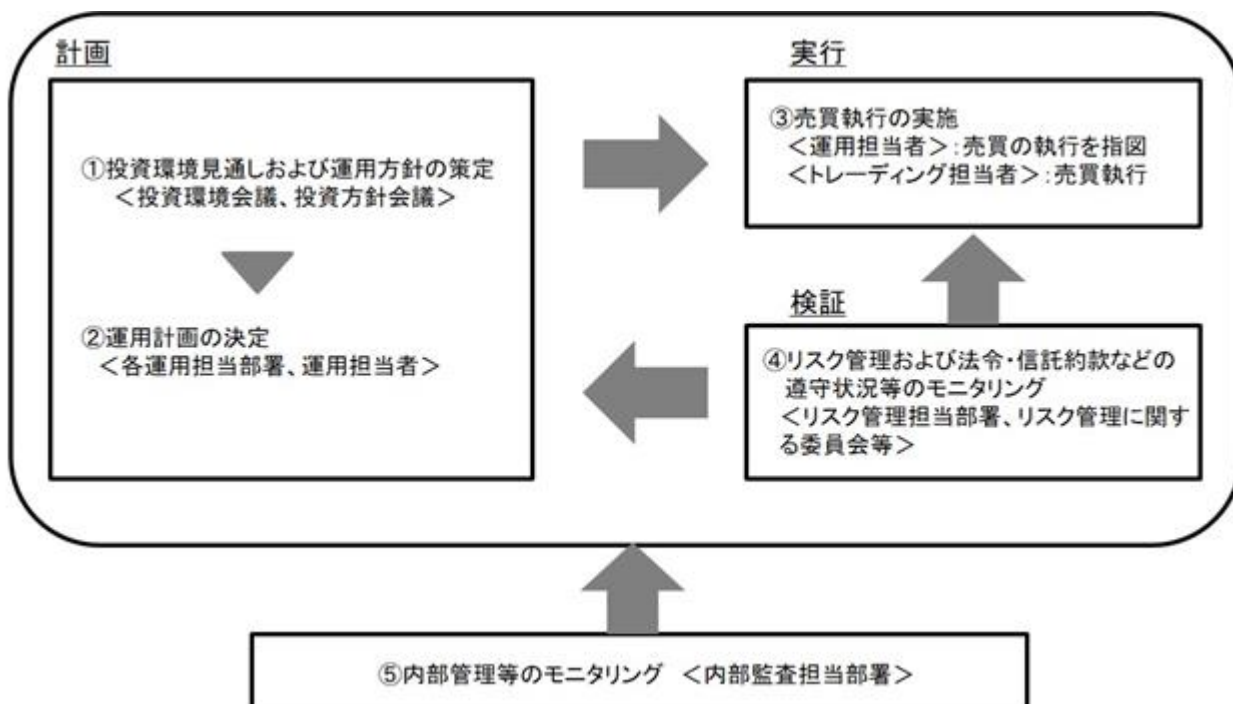 計画
①投資環境見通しおよび運用方針の策定
＜投資環境会議、投資方針会議＞
②運用計画の決定
＜各運用担当部署、運用担当者＞
実行
③売買執行の実施
＜運用担当者＞：売買の執行を指図
＜トレーディング担当者＞：売買執行
検証
④リスク管理および法令・信託約款などの
遵守状況等のモニタリング
＜リスク管理担当部署、リスク管理に関す
る委員会等＞
⑤内部管理等のモニタリング ＜内部監査担当部署＞